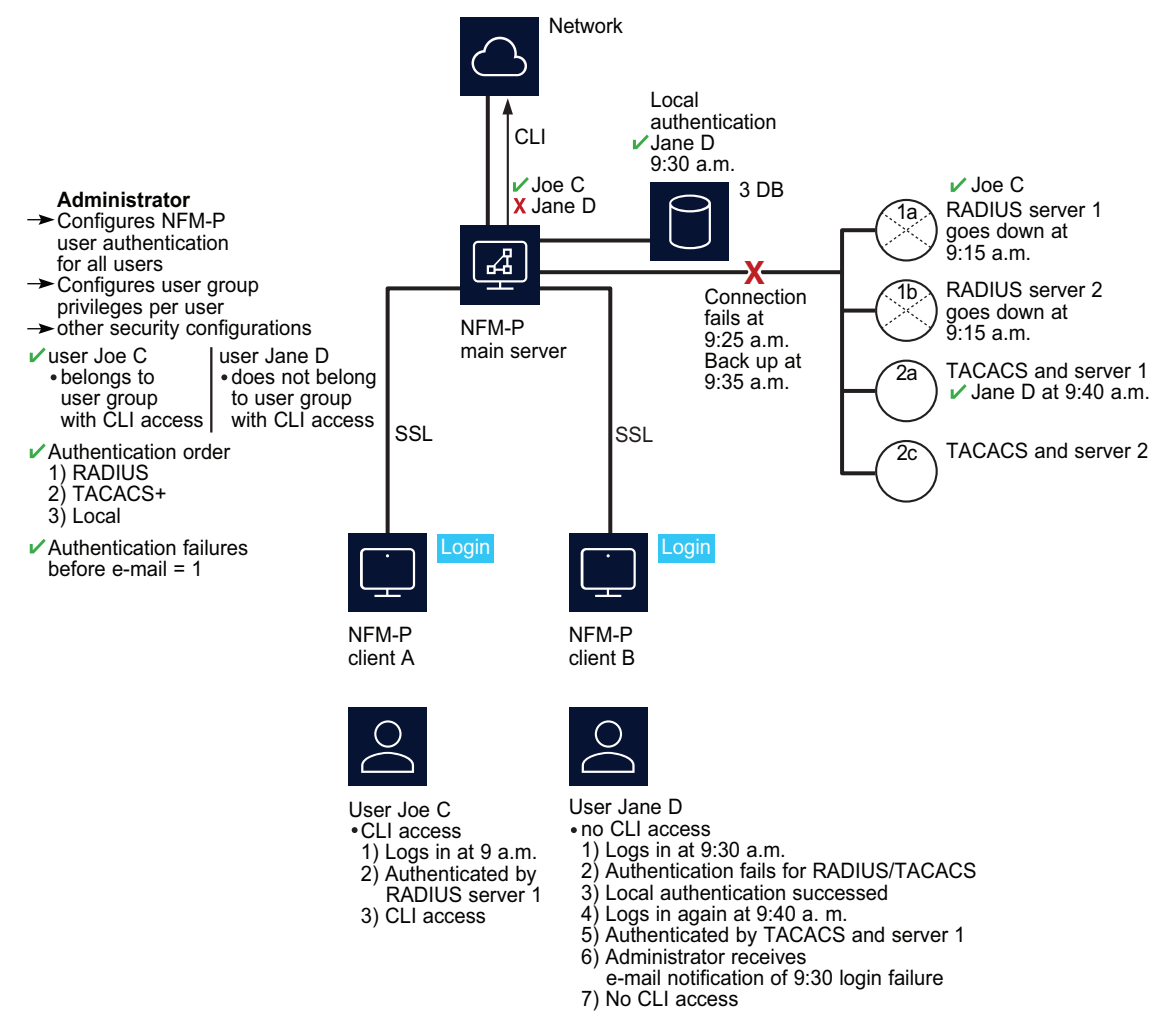 Network
CLI
✔ Joe C
X Jane D
Local
authentication
✔ Jane D
9:30 a.m.
3 DB
Administrator
Configures NFM-P
user authentication
for all users
Configures user group
privileges per user
other security configurations
✔ user Joe C
• belongs to
user group
with CLI access
user Jane D
• does not belong
to user group
with CLI access
✔ Authentication order
1) RADIUS
2) TACACS+
3) Local
✔ Authentication failures
before e-mail = 1
NFM-P
main server
X
Connection
fails at
9:25 a.m.
Back up at
9:35 a.m.
✔ Joe C
1a
RADIUS server 1
goes down at
9:15 a.m.
1b
RADIUS server 2
goes down at
9:15 a.m.
2a
TACACS and server 1
✔ Jane D at 9:40 a.m.
2c
TACACS and server 2
SSL
SSL
Login
Login
NFM-P
client A
NFM-P
client B
User Joe C
• CLI access
1) Logs in at 9 a.m.
2) Authenticated by
RADIUS server 1
3) CLI access
User Jane D
• no CLI access
1) Logs in at 9:30 a.m.
2) Authentication fails for RADIUS/TACACS
3) Local authentication successed
4) Logs in again at 9:40 a. m.
5) Authenticated by TACACS and server 1
6) Administrator receives
e-mail notification of 9:30 login failure
7) No CLI access